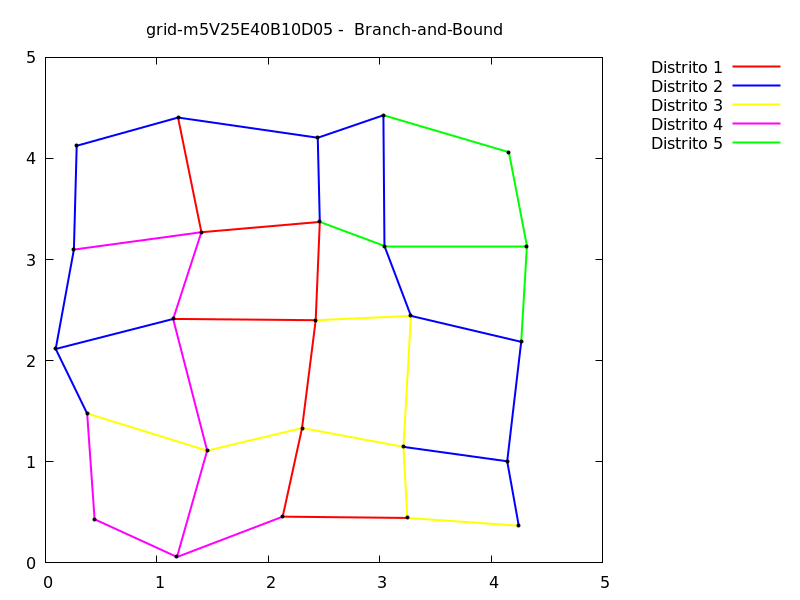 grid-m5V25E40B10D05 - Branch-and-Bound
Distrito 1
Distrito 2
Distrito 3
Distrito 4
Distrito 5
5
4
3
2
1
0
0 1 2 3 4 5